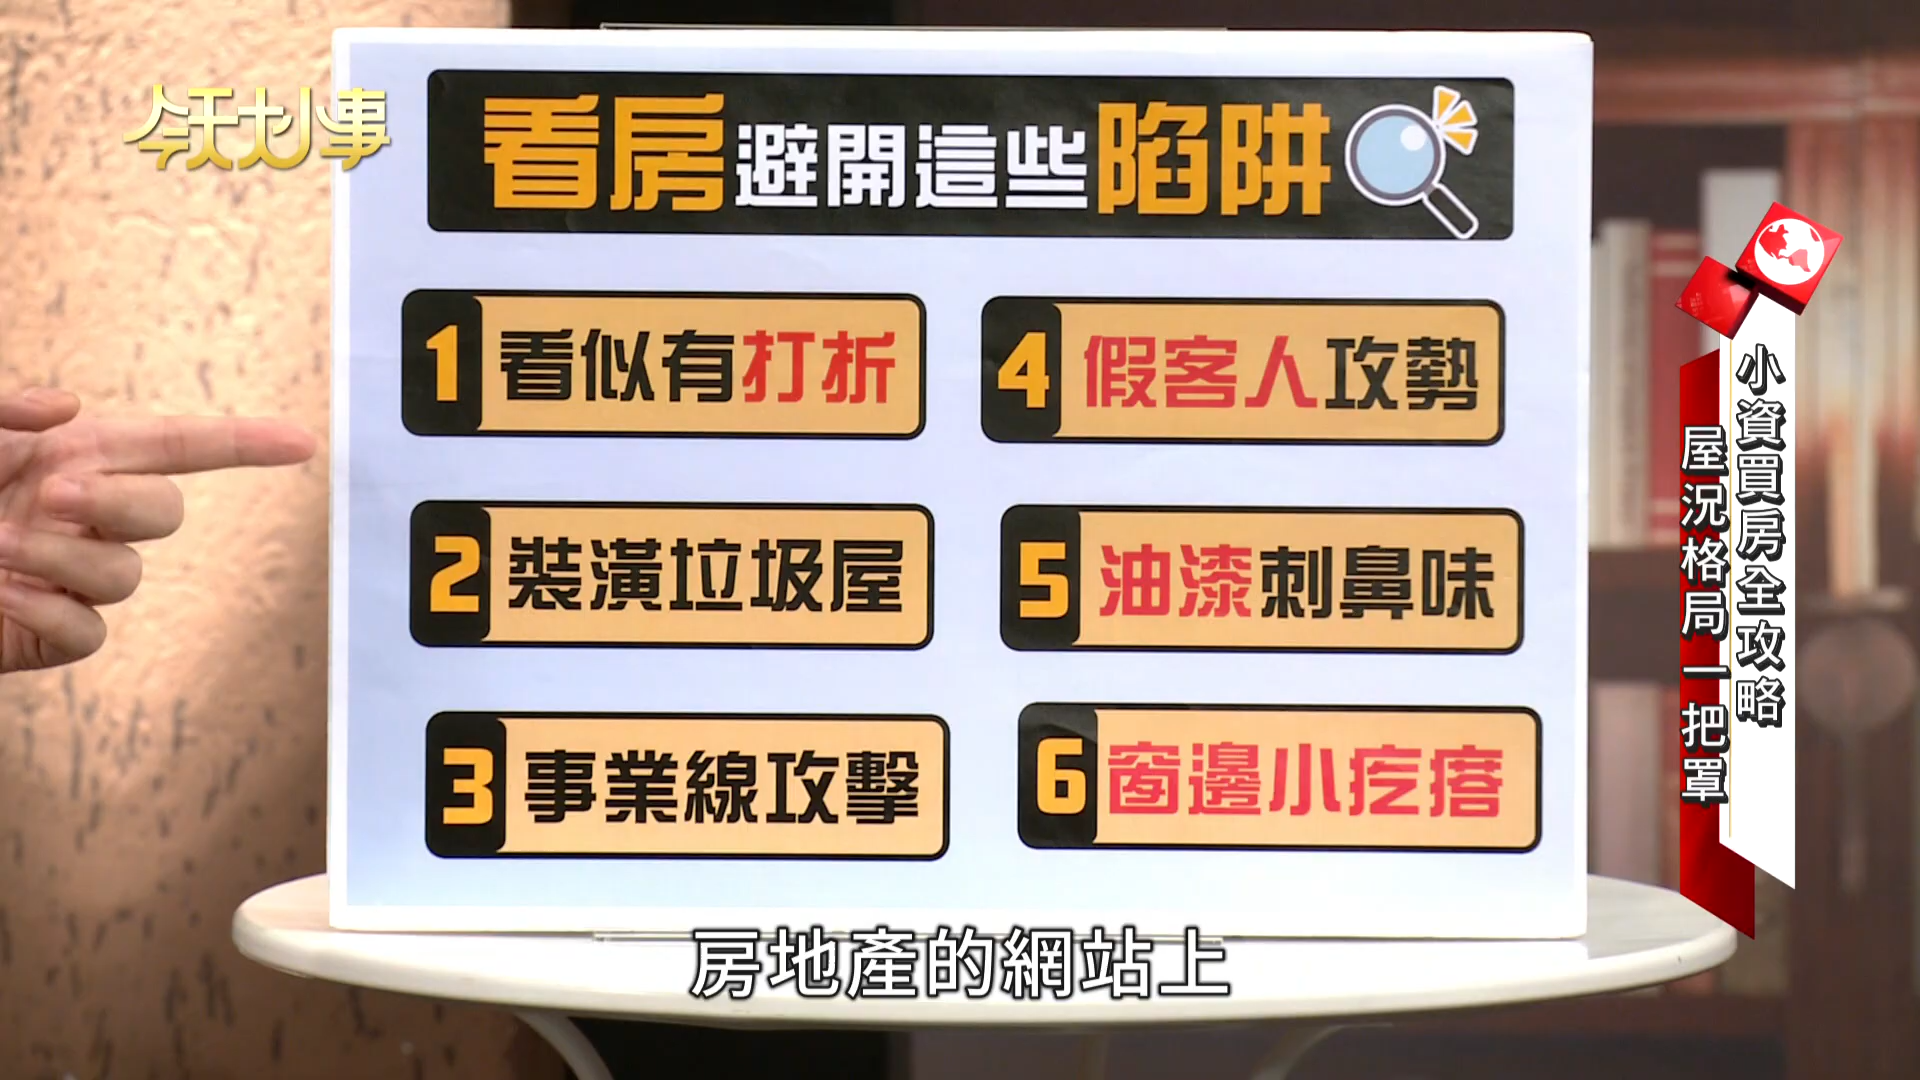 今天大小事
看房避開這些陷阱
1 看似有打折
2 裝潢垃圾屋
3 事業線攻擊
4 假客人攻勢
5 油漆刺鼻味
6 窗邊小疙瘩
小資買房全攻略
屋況格局一把罩
房地產的網站上